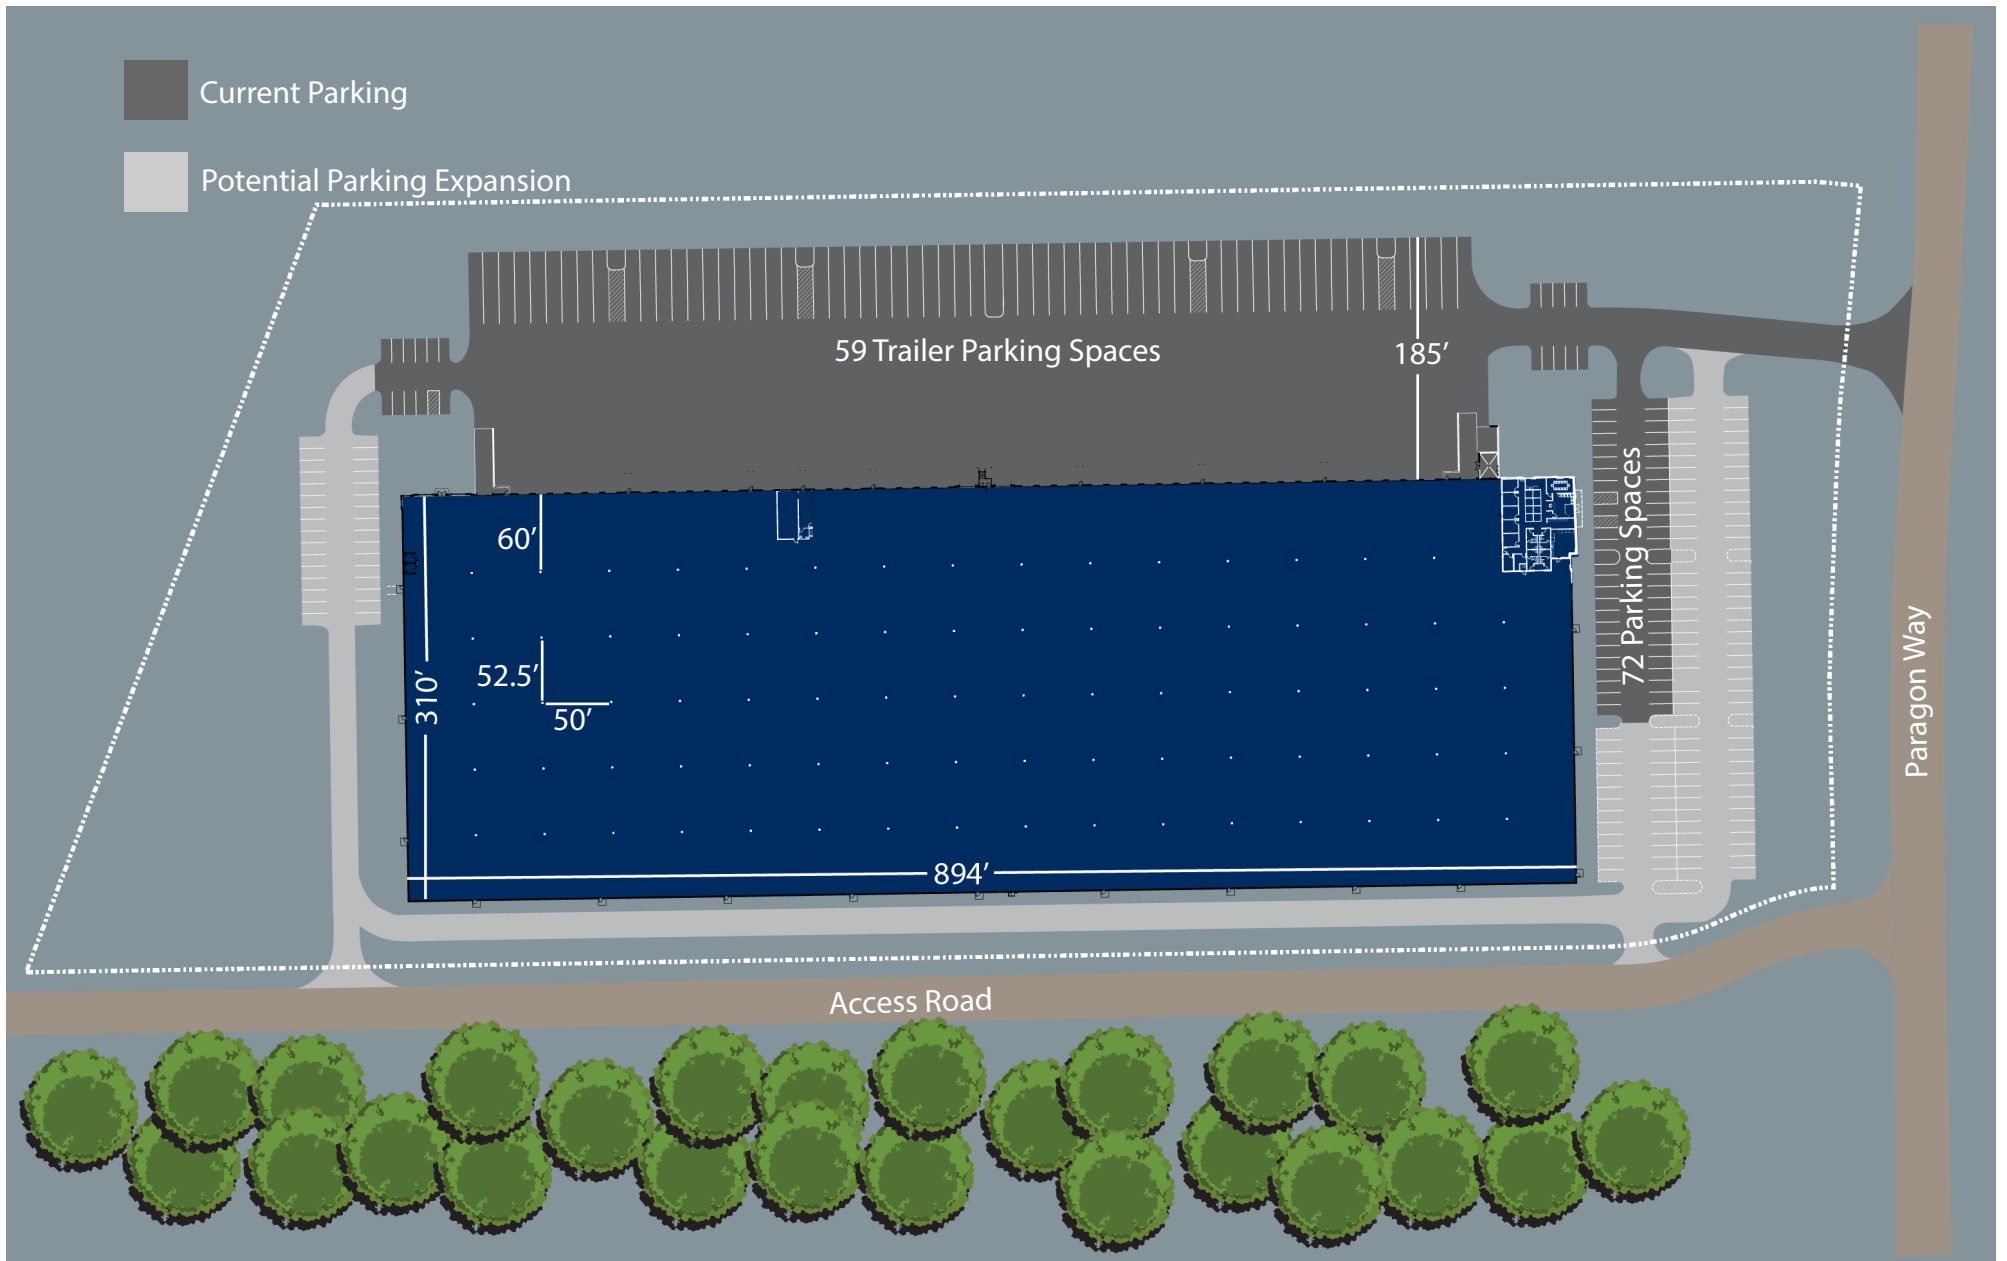 Current Parking
Potential Parking Expansion
59 Trailer Parking Spaces
185’
60’
52.5’
50’
310’
894’
72 Parking Spaces
Paragon Way
Access Road